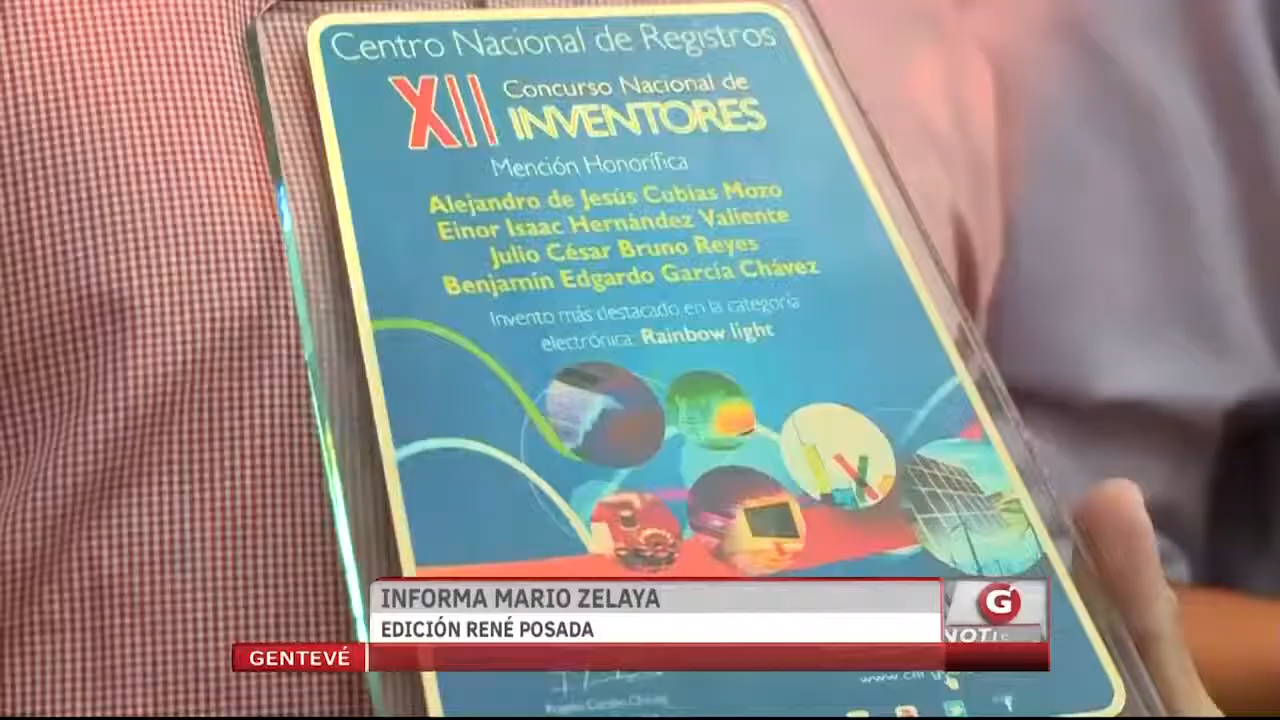 Centro Nacional de Registros
XII Concurso Nacional de
INVENTORES
Mención Honorífica
Alejandro de Jesús Cubías Mozo
Einor Isaac Hernández Valiente
Julio César Bruno Reyes
Benjamín Edgardo García Chávez
Invento más destacado en la categoría
electrónica: Rainbow light
INFORMA MARIO ZELAYA
EDICIÓN RENÉ POSADA
G
GENTEVÉ